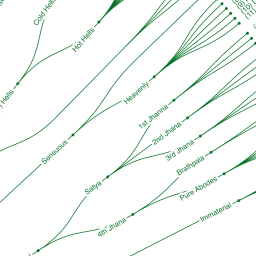 Cold Hells
Hot Hells
Hells
Heavenly
1st Jhanna
2nd Jhana
3rd Jhana
Sensuous
Brathpala
Satya
Pure Abodes
4th Jhana
Immaterial